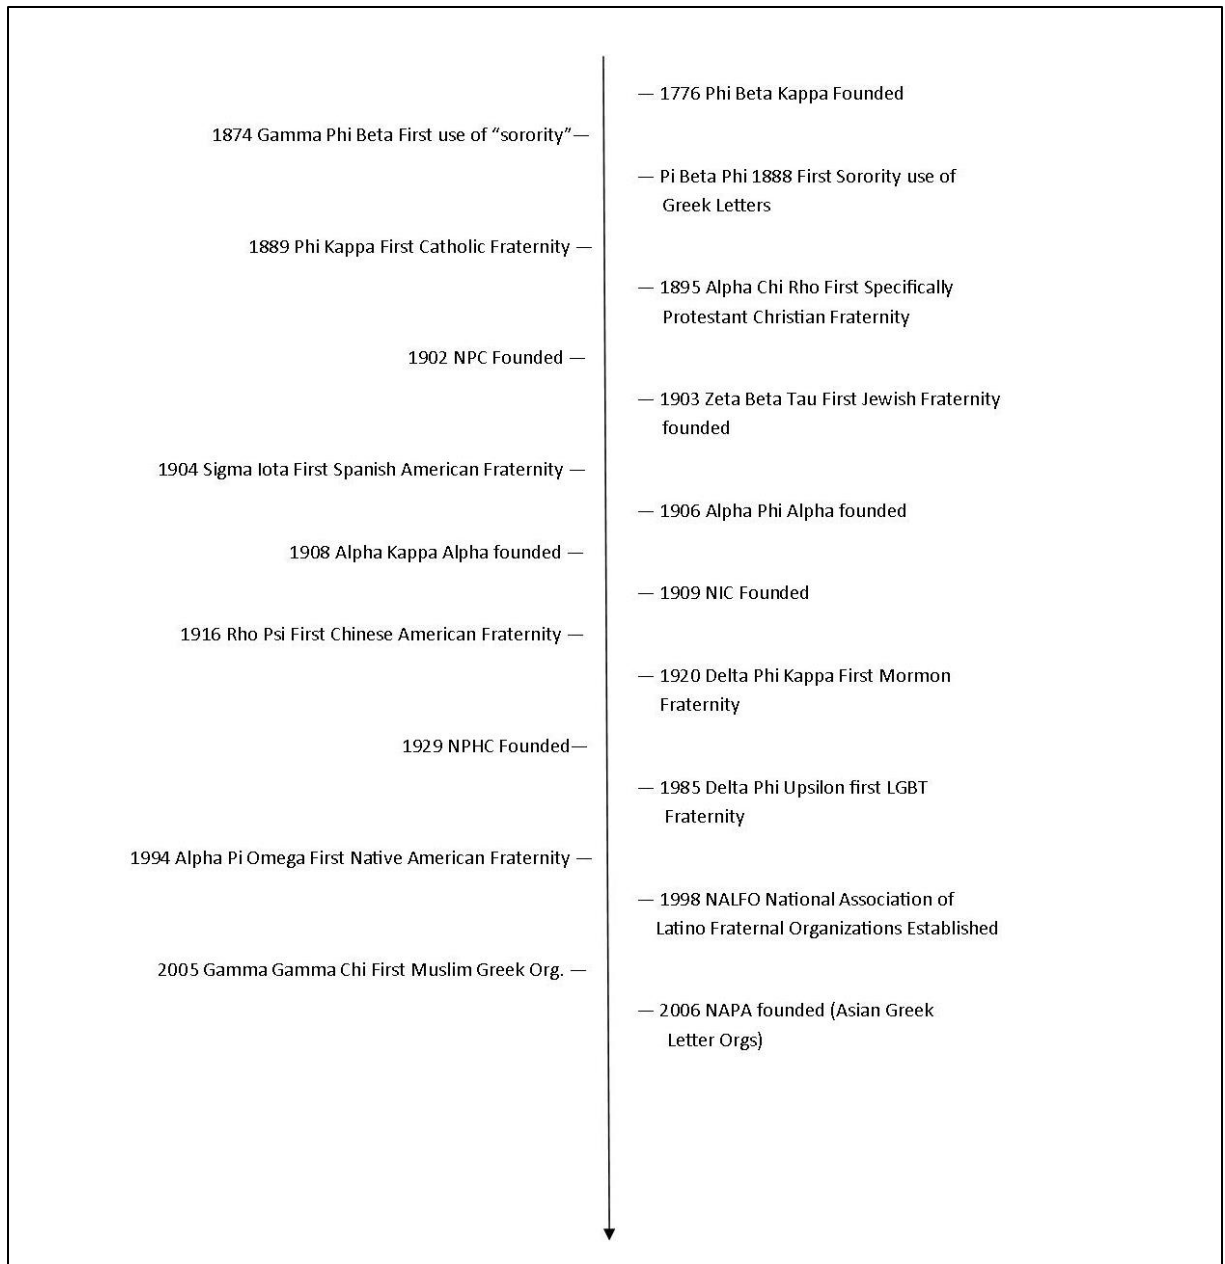 — 1776 Phi Beta Kappa Founded
1874 Gamma Phi Beta First use of “sorority”—
— Pi Beta Phi 1888 First Sorority use of
Greek Letters
1889 Phi Kappa First Catholic Fraternity —
— 1895 Alpha Chi Rho First Specifically
Protestant Christian Fraternity
1902 NPC Founded —
— 1903 Zeta Beta Tau First Jewish Fraternity
founded
1904 Sigma Iota First Spanish American Fraternity —
— 1906 Alpha Phi Alpha founded
1908 Alpha Kappa Alpha founded —
— 1909 NIC Founded
1916 Rho Psi First Chinese American Fraternity —
— 1920 Delta Phi Kappa First Mormon
Fraternity
1929 NPHC Founded—
— 1985 Delta Phi Upsilon first LGBT
Fraternity
1994 Alpha Pi Omega First Native American Fraternity —
— 1998 NALFO National Association of
Latino Fraternal Organizations Established
2005 Gamma Gamma Chi First Muslim Greek Org. —
— 2006 NAPA founded (Asian Greek
Letter Orgs)